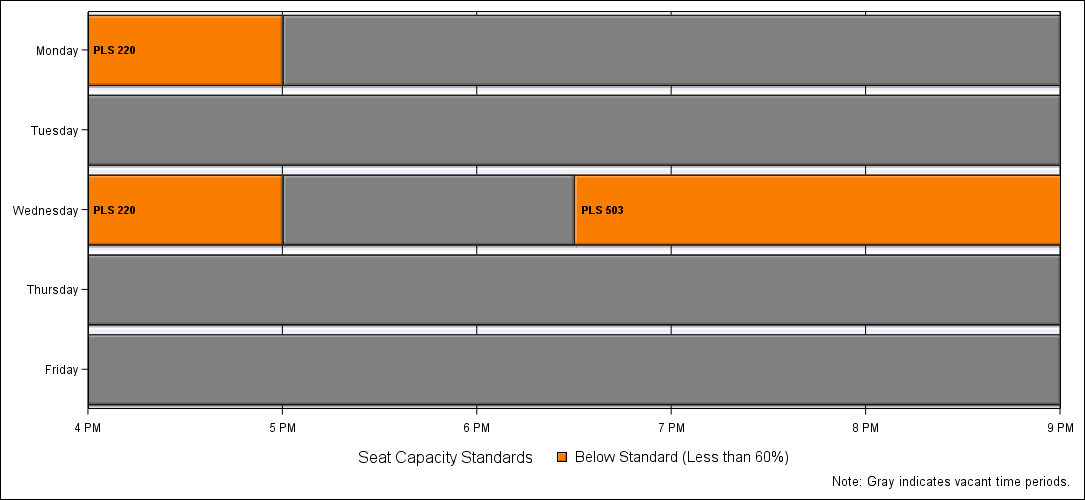 Monday
PLS 220
Tuesday
Wednesday
PLS 220
PLS 503
Thursday
Friday
4 PM 5 PM 6 PM 7 PM 8 PM 9 PM
Seat Capacity Standards Below Standard (Less than 60%)
Note: Gray indicates vacant time periods.